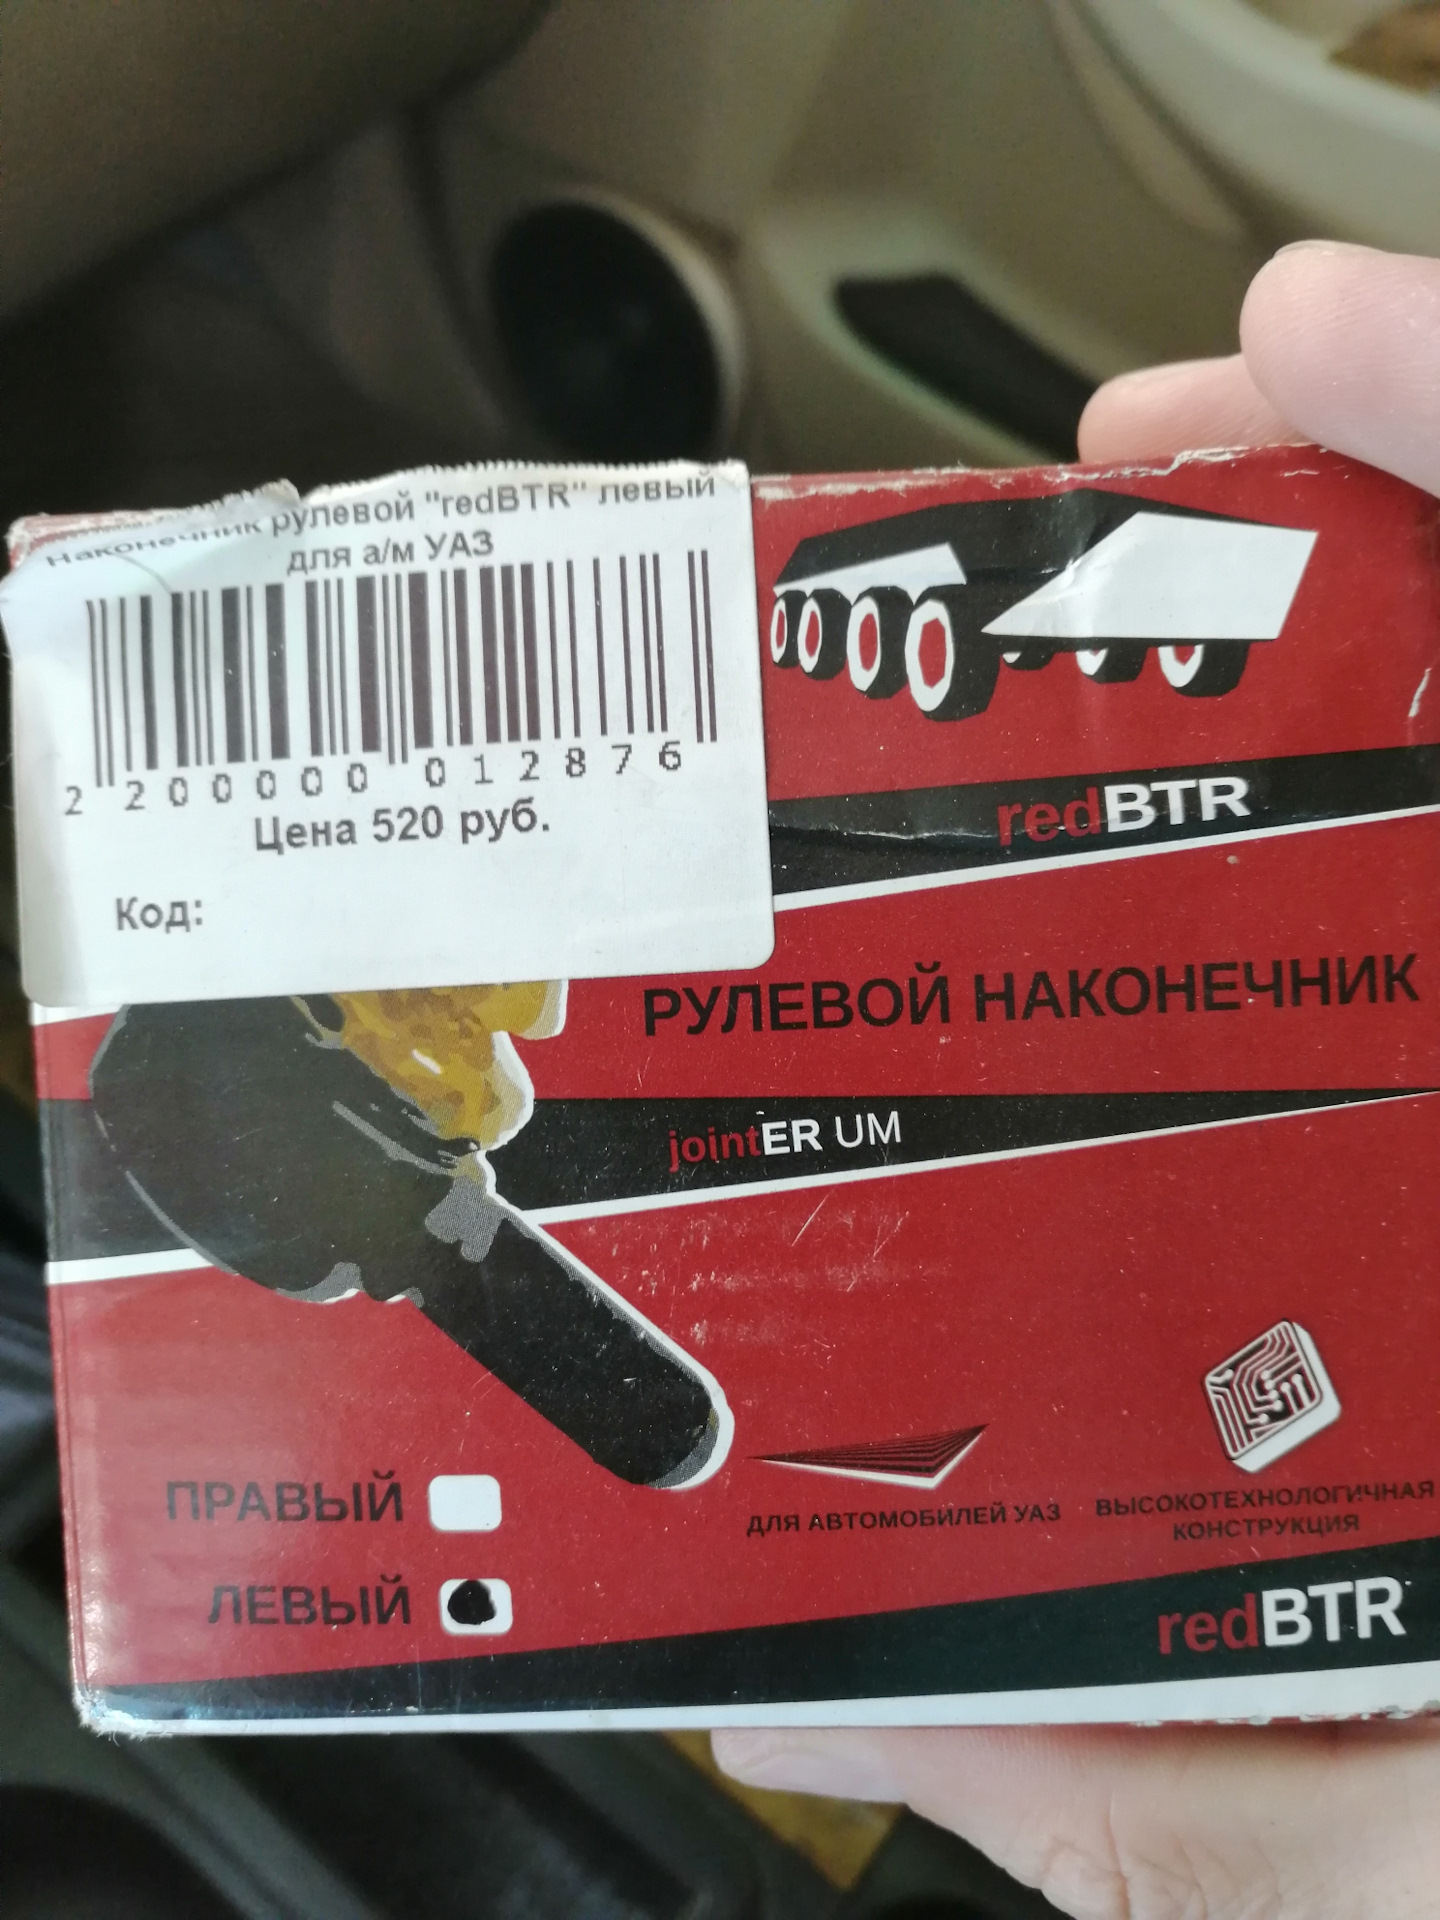 Наконечник рулевой "redBTR" левый
для а/м УАЗ
2 200000 012876
Цена 520 руб.
Код:
redBTR
РУЛЕВОЙ НАКОНЕЧНИК
jointER UM
ПРАВЫЙ
ЛЕВЫЙ
ДЛЯ АВТОМОБИЛЕЙ УАЗ
ВЫСОКОТЕХНОЛОГИЧНАЯ
КОНСТРУКЦИЯ
redBTR